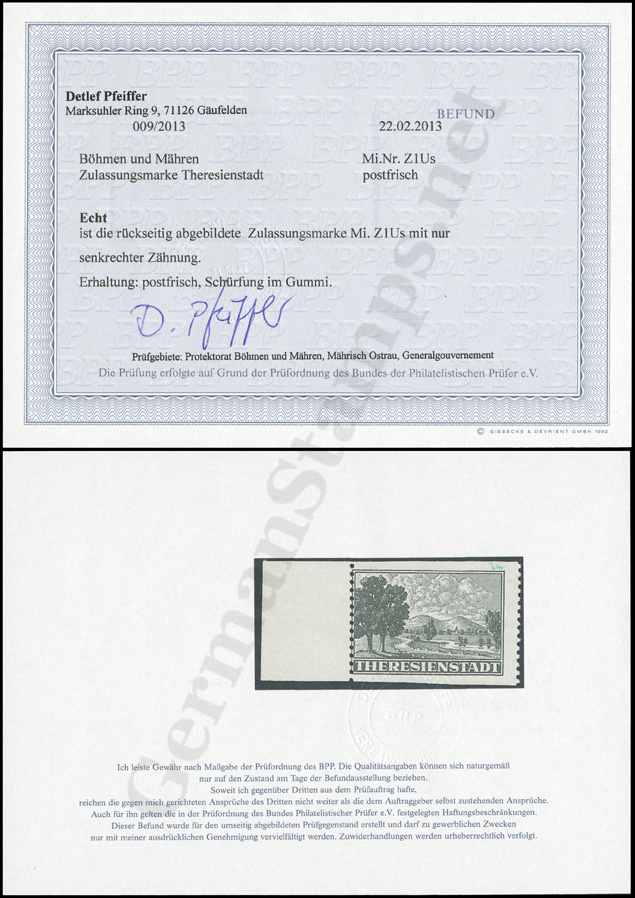 Detlef Pfeiffer
Marksuhler Ring 9, 71126 Gäufelden
BEFUND
009/2013 22.02.2013
Böhmen und Mähren Mi.Nr. Z1Us
Zulassungsmarke Theresienstadt postfrisch
Echt
ist die rückseitig abgebildete Zulassungsmarke Mi. Z1Us mit nur
senkrechter Zähnung.
Erhaltung: postfrisch, Schürfung im Gummi.
D. Pfeiffer
Prüfgebiete: Protektorat Böhmen und Mähren, Mährisch Ostrau, Generalgouvernement
Die Prüfung erfolgte auf Grund der Prüfordnung des Bundes der Philatelistischen Prüfer e.V.
© GIESECKE & DEVRIENT GMBH 1992
GermanStamps.net
THERESIENSTADT
BPP
Ich leiste Gewähr nach Maßgabe der Prüfordnung des BPP. Die Qualitätsangaben können sich naturgemäß
nur auf den Zustand am Tage der Befundausstellung beziehen.
Soweit ich gegenüber Dritten aus dem Prüfauftrag hafte,
reichen die gegen mich gerichteten Ansprüche des Dritten nicht weiter als die dem Auftraggeber selbst zustehenden Ansprüche.
Auch für ihn gelten die in der Prüfordnung des Bundes Philatelistischer Prüfer e.V. festgelegten Haftungsbeschränkungen.
Dieser Befund wurde für den umseitig abgebildeten Prüfgegenstand erstellt und darf zu gewerblichen Zwecken
nur mit meiner ausdrücklichen Genehmigung vervielfältigt werden. Zuwiderhandlungen werden urheberrechtlich verfolgt.